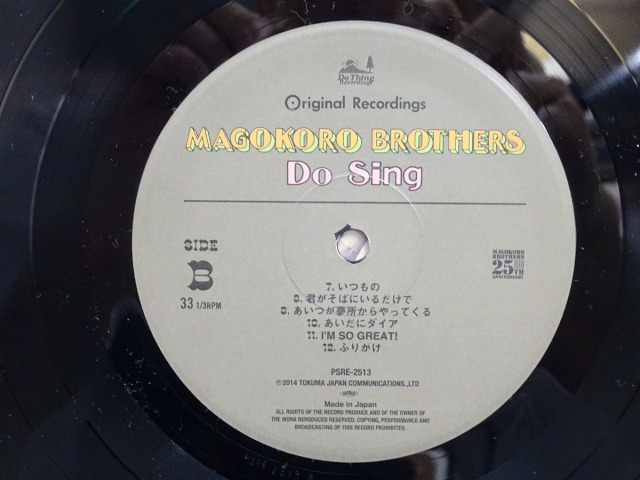 Do Thing
Recordings
Original Recordings
MAGOKORO BROTHERS
Do Sing
SIDE
B
33 1/3RPM
MAGOKORO
BROTHERS
25th
ANNIVERSARY
7. いつもの
8. 君がそばにいるだけで
9. あいつが夢所からやってくる
10. あいだにダイア
11. I'M SO GREAT!
12. ふりかけ
PSRE-2513
℗2014 TOKUMA JAPAN COMMUNICATIONS.,LTD
Made in Japan
ALL RIGHTS OF THE RECORD PRODUCE AND OF THE OWNER OF
THE WORK RERODUCED RESERVED. COPYING, PERFORMANCE AND
BROADCASTING OF THIS RECORD PROHIBITED.